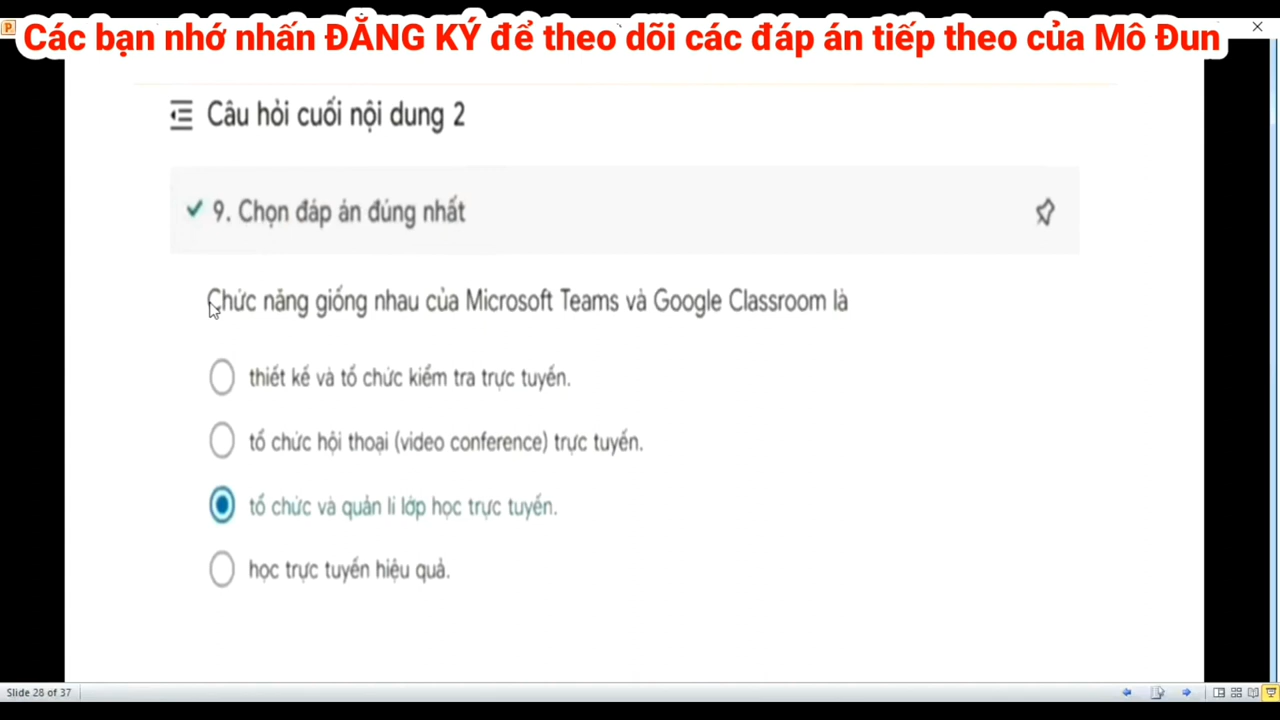 Các bạn nhớ nhấn ĐĂNG KÝ để theo dõi các đáp án tiếp theo của Mô Đun
Câu hỏi cuối nội dung 2
9. Chọn đáp án đúng nhất
Chức năng giống nhau của Microsoft Teams và Google Classroom là
thiết kế và tổ chức kiểm tra trực tuyến.
tổ chức hội thoại (video conference) trực tuyến.
tổ chức và quản lí lớp học trực tuyến.
học trực tuyến hiệu quả.
Slide 28 of 37